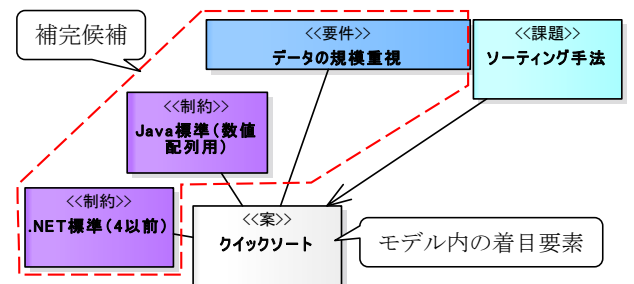 補完候補
<<要件>>
データの規模重視
<<課題>>
ソーティング手法
<<制約>>
Java標準(数値
配列用)
<<制約>>
.NET標準(4以前)
<<案>>
クイックソート
モデル内の着目要素